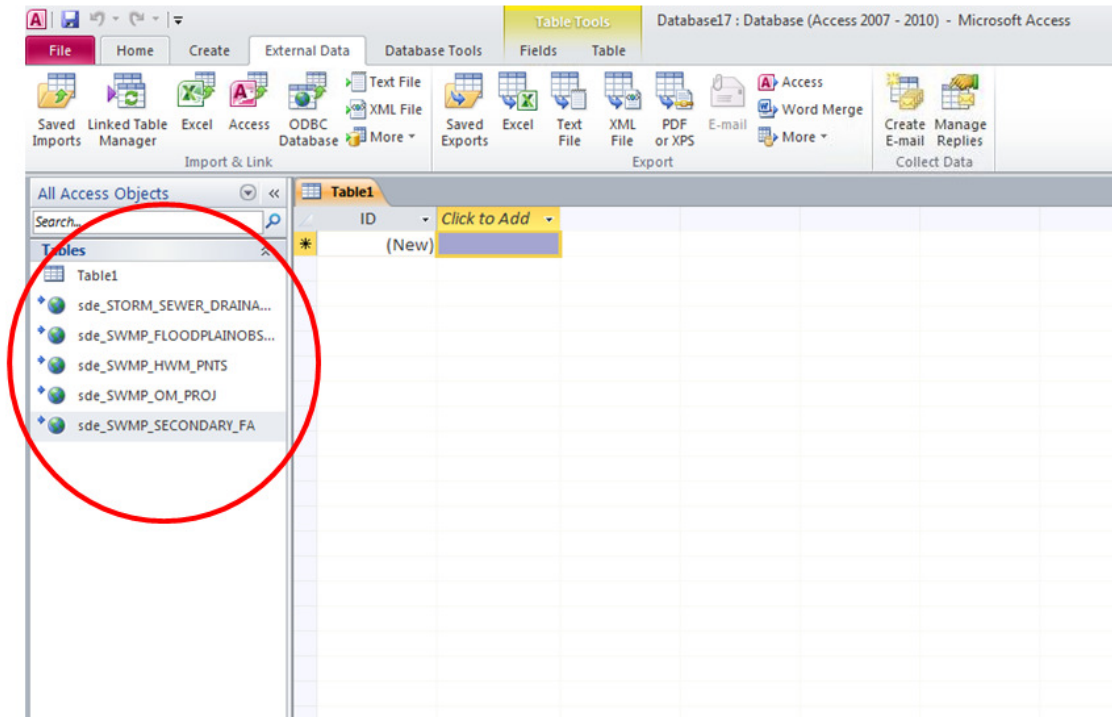 Table Tools
Database17 : Database (Access 2007 - 2010) - Microsoft Access
File Home Create External Data Database Tools Fields Table
Saved Imports
Linked Table Manager
Excel
Access
ODBC Database
Text File
XML File
More
Import & Link
Saved Exports
Excel
Text File
XML File
PDF or XPS
E-mail
Access
Word Merge
More
Export
Create E-mail
Manage Replies
Collect Data
All Access Objects
Search...
Tables
Table1
sde_STORM_SEWER_DRAINA...
sde_SWMP_FLOODPLAINOBS...
sde_SWMP_HWM_PNTS
sde_SWMP_OM_PROJ
sde_SWMP_SECONDARY_FA
Table1
ID Click to Add
(New)